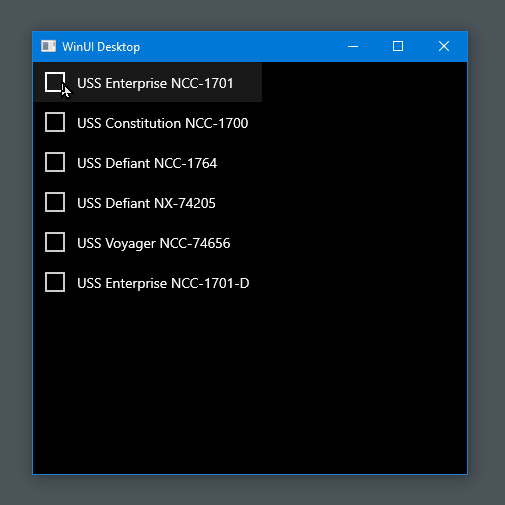 WinUI Desktop
USS Enterprise NCC-1701
USS Constitution NCC-1700
USS Defiant NCC-1764
USS Defiant NX-74205
USS Voyager NCC-74656
USS Enterprise NCC-1701-D